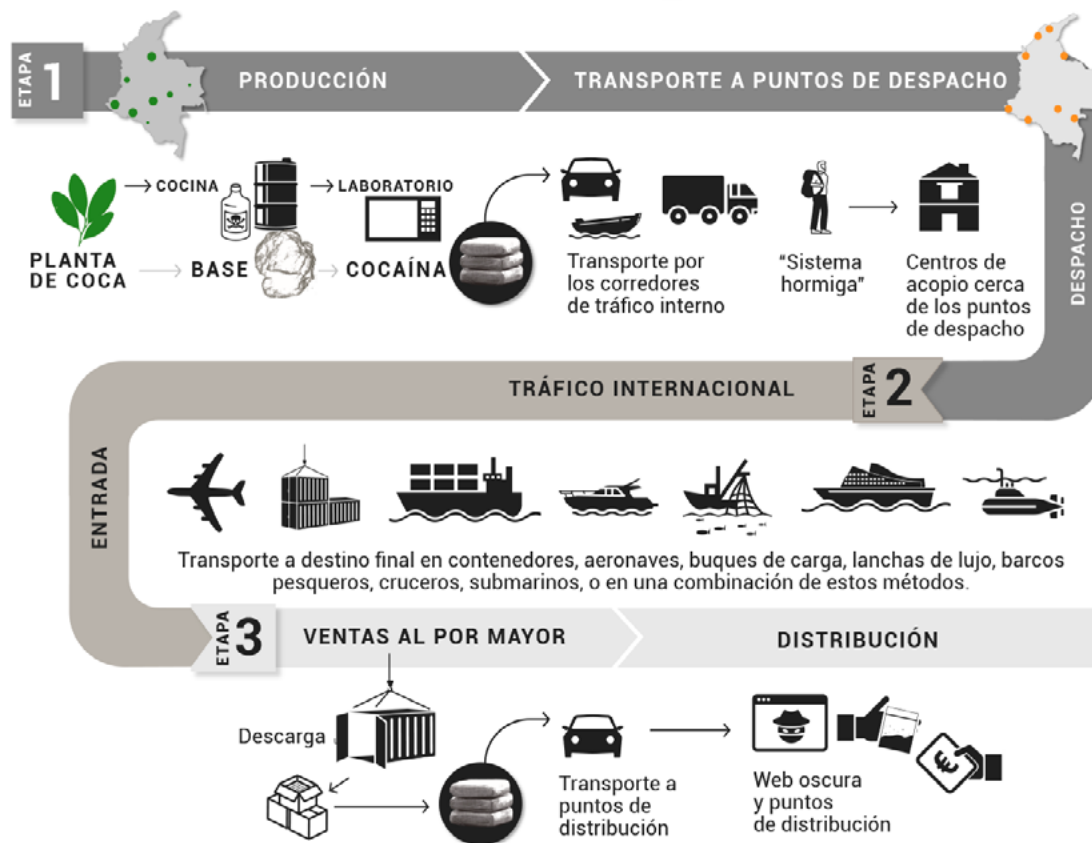 ETAPA 1
PRODUCCIÓN
TRANSPORTE A PUNTOS DE DESPACHO
COCINA
LABORATORIO
PLANTA
DE COCA
BASE
COCAÍNA
Transporte por
los corredores
de tráfico interno
“Sistema
hormiga”
Centros de
acopio cerca
de los puntos
de despacho
DESPACHO
ETAPA 2
TRÁFICO INTERNACIONAL
ENTRADA
Transporte a destino final en contenedores, aeronaves, buques de carga, lanchas de lujo, barcos
pesqueros, cruceros, submarinos, o en una combinación de estos métodos.
ETAPA 3
VENTAS AL POR MAYOR
DISTRIBUCIÓN
Descarga
Transporte a
puntos de
distribución
€
Web oscura
y puntos
de distribución